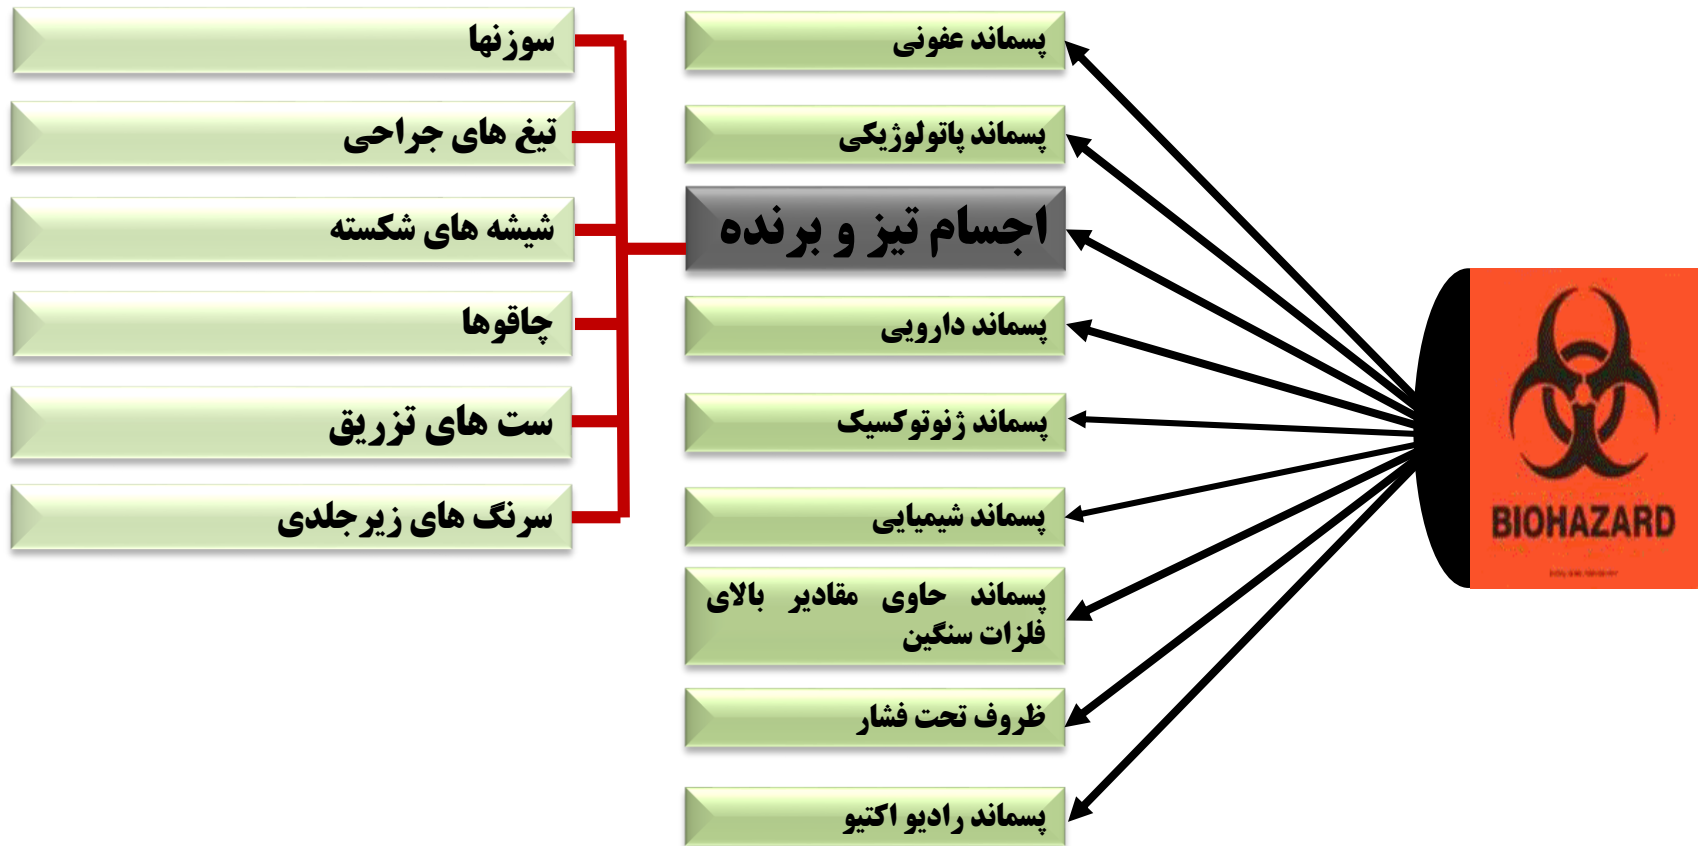 BIOHAZARD
پسماند عفونی
پسماند پاتولوژیکی
اجسام تیز و برنده
پسماند دارویی
پسماند ژنوتوکسیک
پسماند شیمیایی
پسماند حاوی مقادیر بالای
فلزات سنگین
ظروف تحت فشار
پسماند رادیو اکتیو
سوزنها
تیغ های جراحی
شیشه های شکسته
چاقوها
ست های تزریق
سرنگ های زیرجلدی